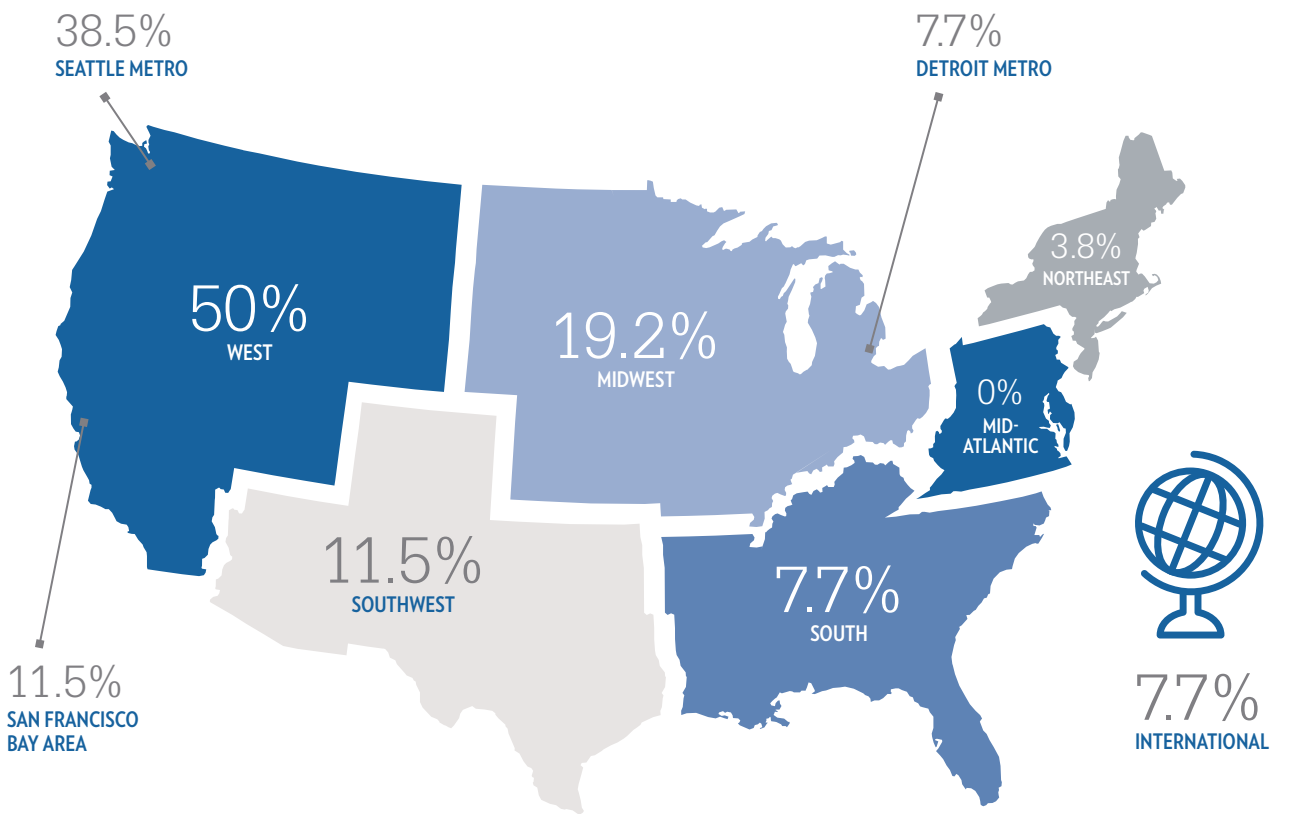 38.5%
SEATTLE METRO
7.7%
DETROIT METRO
3.8%
NORTHEAST
50%
WEST
19.2%
MIDWEST
0%
MID-
ATLANTIC
11.5%
SOUTHWEST
7.7%
SOUTH
11.5%
SAN FRANCISCO
BAY AREA
7.7%
INTERNATIONAL